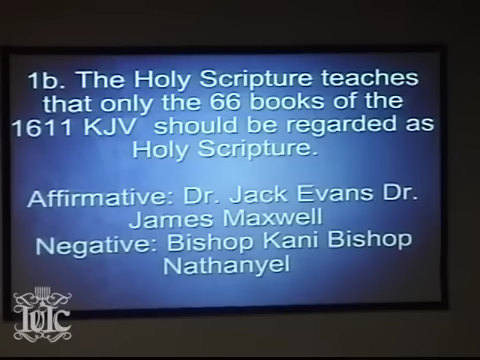 1b. The Holy Scripture teaches
that only the 66 books of the
1611 KJV should be regarded as
Holy Scripture.
Affirmative: Dr. Jack Evans Dr.
James Maxwell
Negative: Bishop Kani Bishop
Nathanyel
IUIC